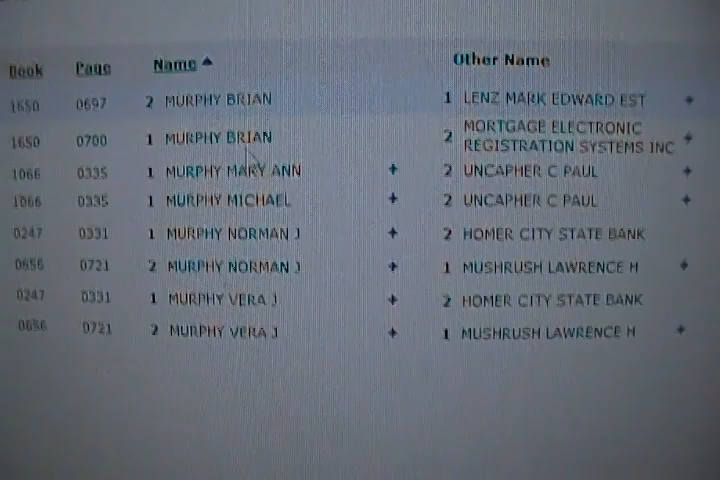 Book Page Name Other Name
1650 0697 2 MURPHY BRIAN 1 LENZ MARK EDWARD EST +
1650 0700 1 MURPHY BRIAN 2 MORTGAGE ELECTRONIC
REGISTRATION SYSTEMS INC +
1066 0335 1 MURPHY MARY ANN + 2 UNCAPHER C PAUL +
1066 0335 1 MURPHY MICHAEL + 2 UNCAPHER C PAUL +
0247 0331 1 MURPHY NORMAN J + 2 HOMER CITY STATE BANK
0656 0721 2 MURPHY NORMAN J + 1 MUSHRUSH LAWRENCE H +
0247 0331 1 MURPHY VERA J + 2 HOMER CITY STATE BANK
0656 0721 2 MURPHY VERA J + 1 MUSHRUSH LAWRENCE H +